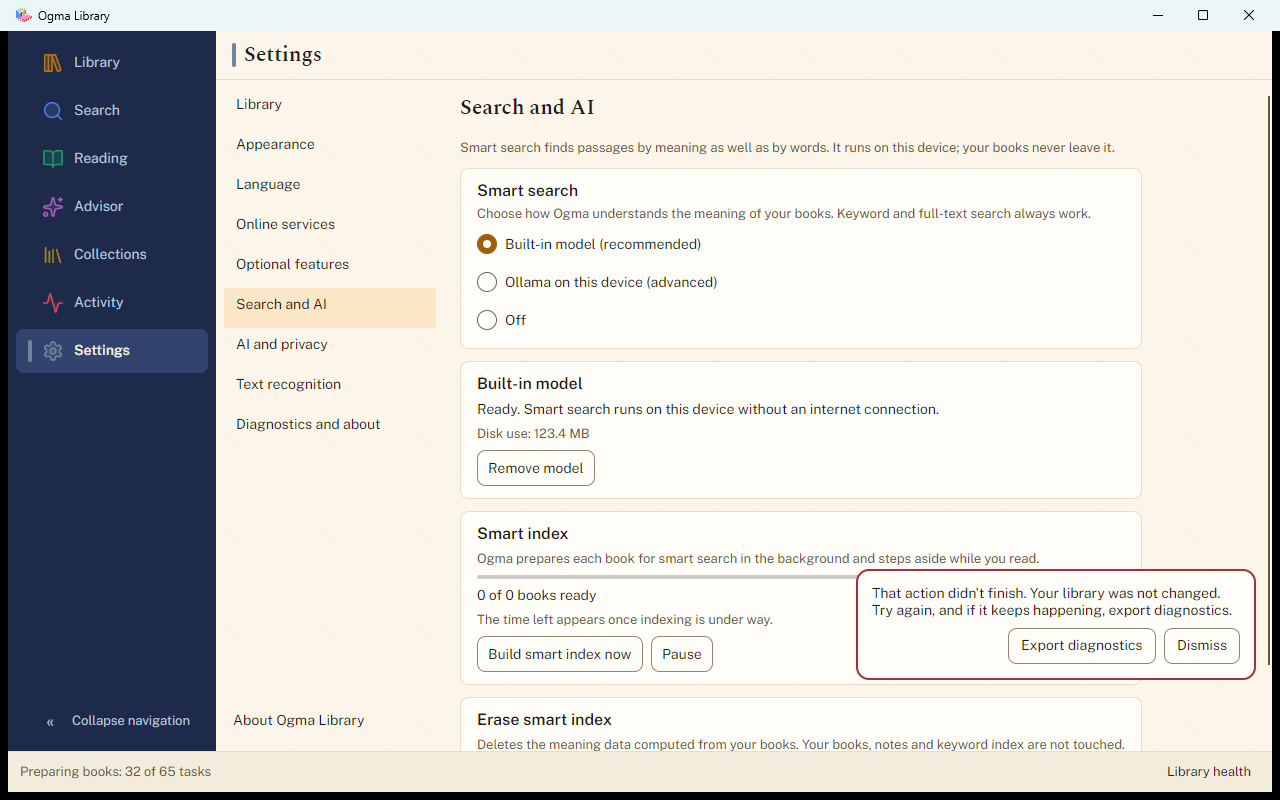 Ogma Library
Library
Search
Reading
Advisor
Collections
Activity
Settings
« Collapse navigation
Settings
Library
Appearance
Language
Online services
Optional features
Search and AI
AI and privacy
Text recognition
Diagnostics and about
About Ogma Library
Search and AI
Smart search finds passages by meaning as well as by words. It runs on this device; your books never leave it.
Smart search
Choose how Ogma understands the meaning of your books. Keyword and full-text search always work.
Built-in model (recommended)
Ollama on this device (advanced)
Off
Built-in model
Ready. Smart search runs on this device without an internet connection.
Disk use: 123.4 MB
Remove model
Smart index
Ogma prepares each book for smart search in the background and steps aside while you read.
0 of 0 books ready
The time left appears once indexing is under way.
Build smart index now
Pause
That action didn't finish. Your library was not changed.
Try again, and if it keeps happening, export diagnostics.
Export diagnostics
Dismiss
Erase smart index
Deletes the meaning data computed from your books. Your books, notes and keyword index are not touched.
Preparing books: 32 of 65 tasks
Library health